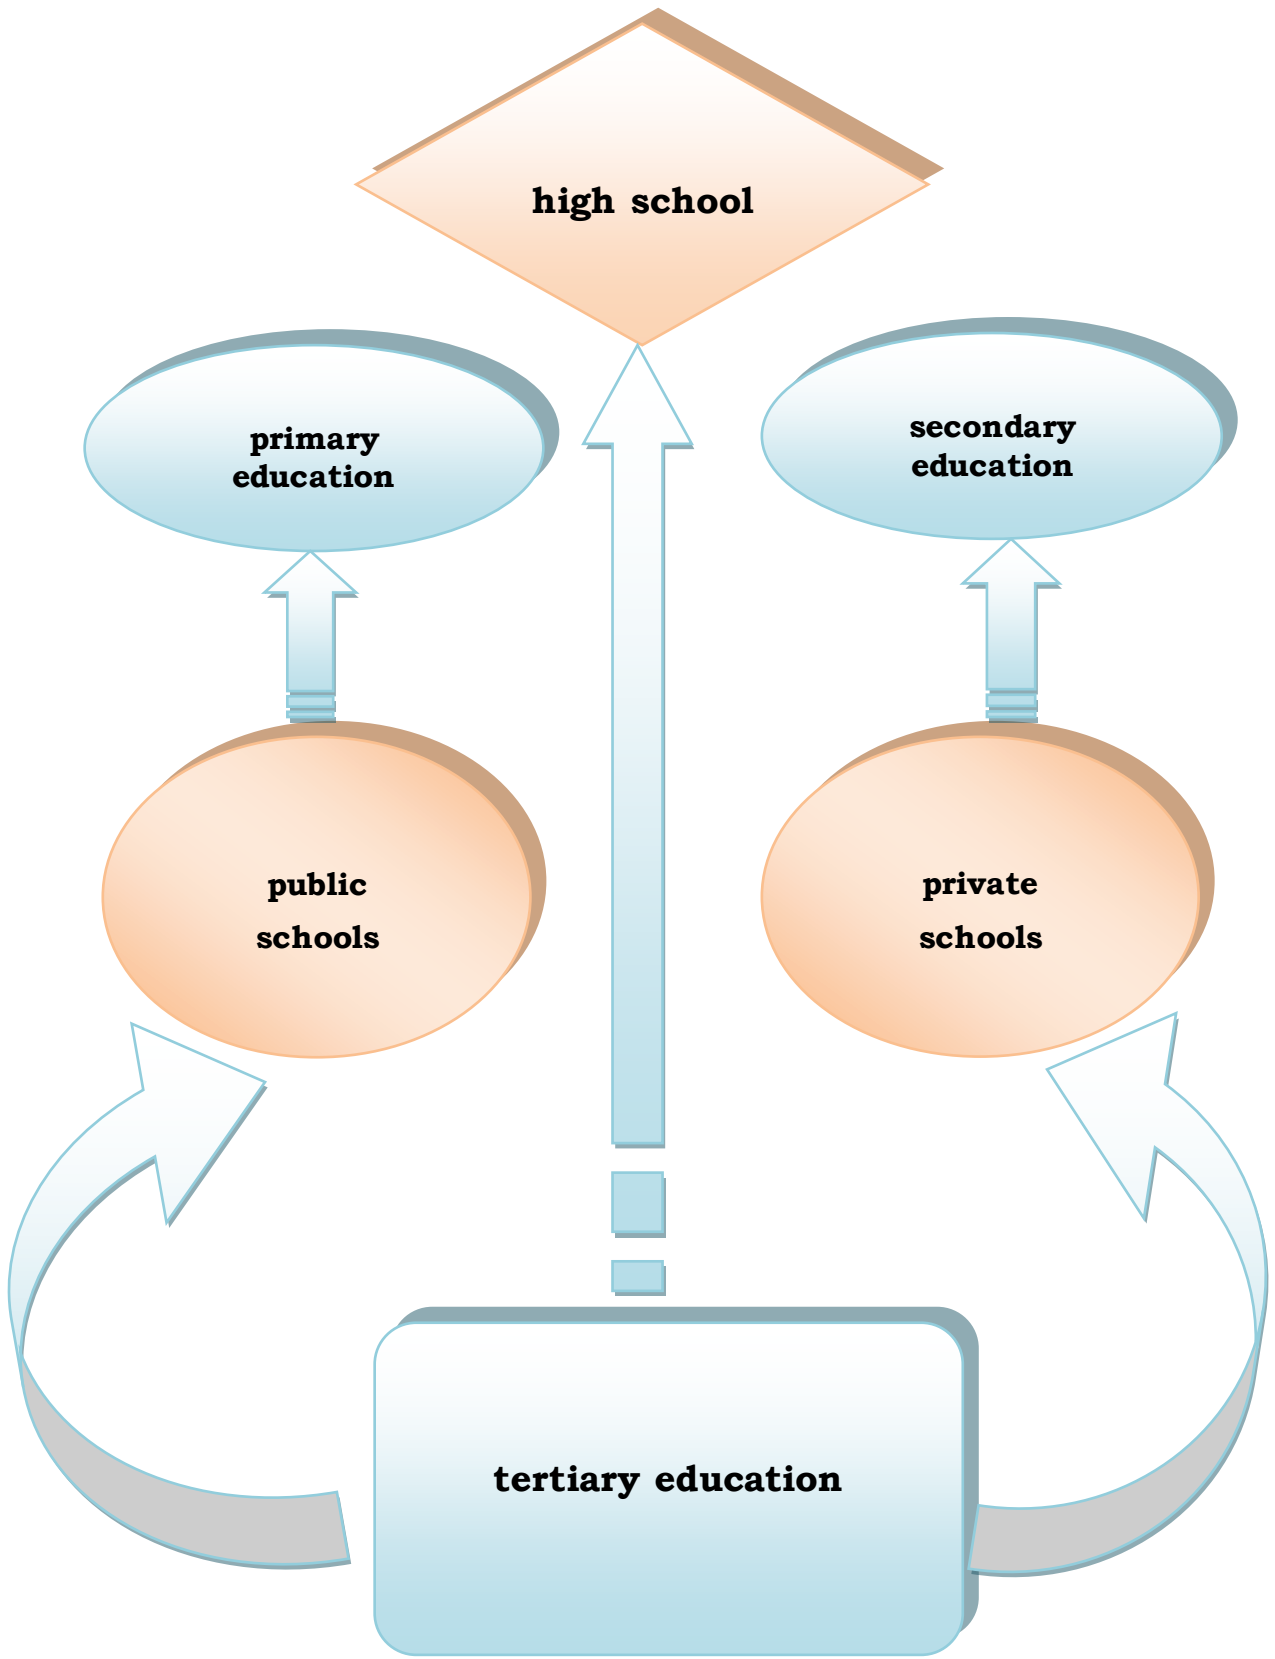 high school
primary
education
secondary
education
public
schools
private
schools
tertiary education